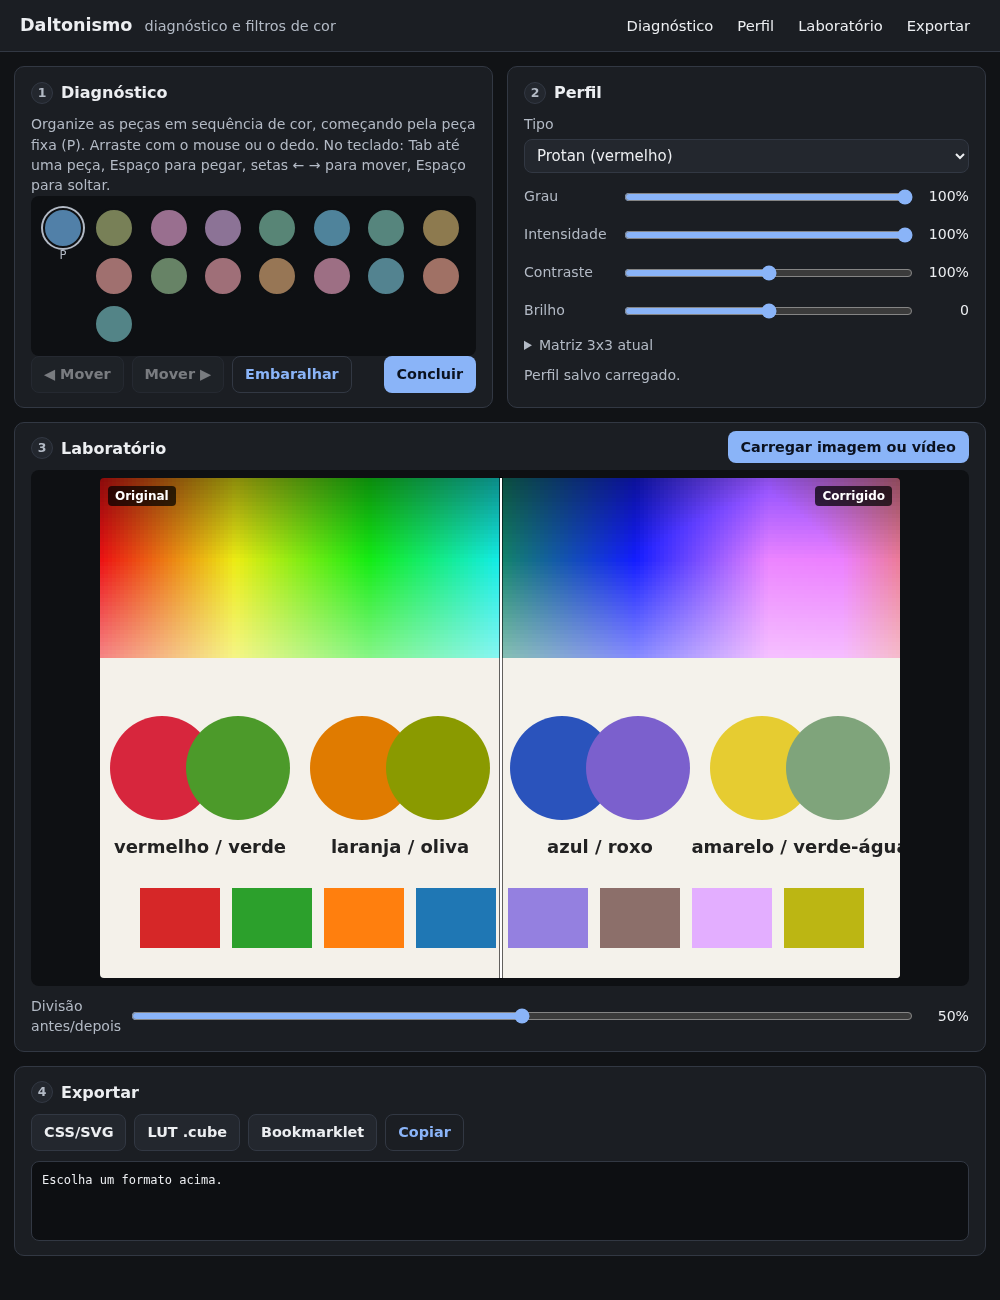 Daltonismo diagnóstico e filtros de cor
Diagnóstico Perfil Laboratório Exportar
1 Diagnóstico
Organize as peças em sequência de cor, começando pela peça
fixa (P). Arraste com o mouse ou o dedo. No teclado: Tab até
uma peça, Espaço para pegar, setas ← → para mover, Espaço
para soltar.
P
◀ Mover Mover ▶ Embaralhar Concluir
2 Perfil
Tipo
Protan (vermelho)
Grau 100%
Intensidade 100%
Contraste 100%
Brilho 0
▶ Matriz 3x3 atual
Perfil salvo carregado.
3 Laboratório
Carregar imagem ou vídeo
Original Corrigido
vermelho / verde laranja / oliva azul / roxo amarelo / verde-água
Divisão
antes/depois 50%
4 Exportar
CSS/SVG LUT .cube Bookmarklet Copiar
Escolha um formato acima.